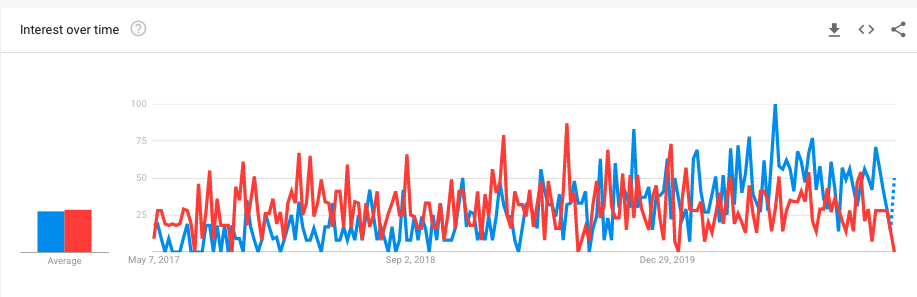 Interest over time
100
75
50
25
Average
May 7, 2017
Sep 2, 2018
Dec 29, 2019